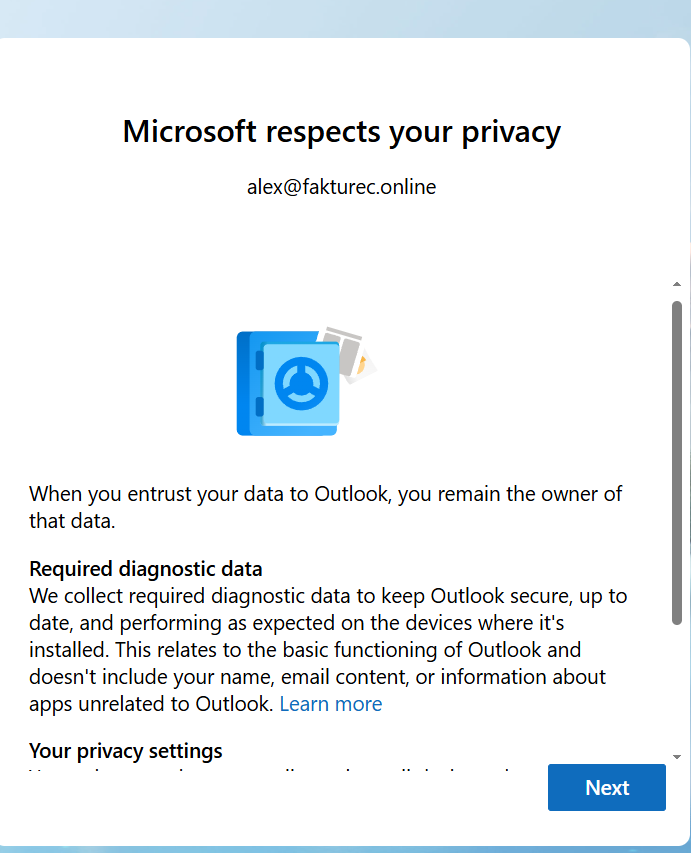 Microsoft respects your privacy
alex@fakturec.online
When you entrust your data to Outlook, you remain the owner of
that data.
Required diagnostic data
We collect required diagnostic data to keep Outlook secure, up to
date, and performing as expected on the devices where it's
installed. This relates to the basic functioning of Outlook and
doesn't include your name, email content, or information about
apps unrelated to Outlook. Learn more
Your privacy settings
Next